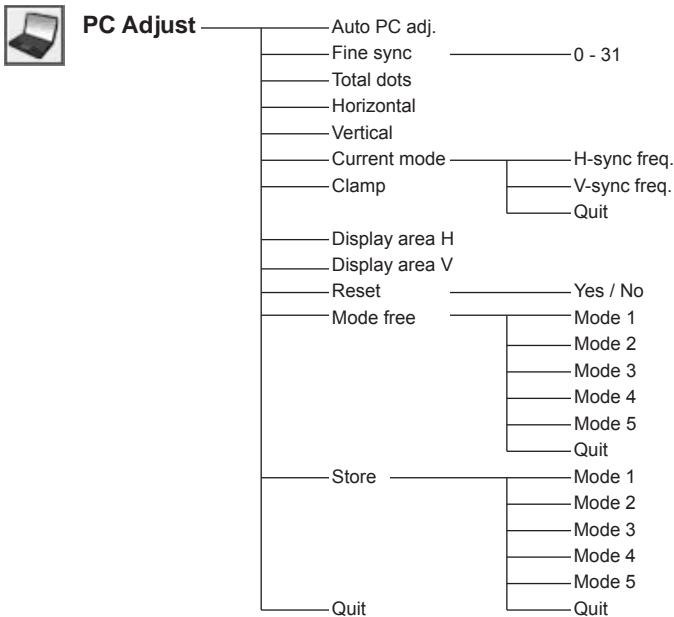 PC Adjust
Auto PC adj.
Fine sync 0 - 31
Total dots
Horizontal
Vertical
Current mode H-sync freq.
Clamp V-sync freq.
Quit
Display area H
Display area V
Reset Yes / No
Mode free Mode 1
Mode 2
Mode 3
Mode 4
Mode 5
Quit
Store Mode 1
Mode 2
Mode 3
Mode 4
Mode 5
Quit Quit